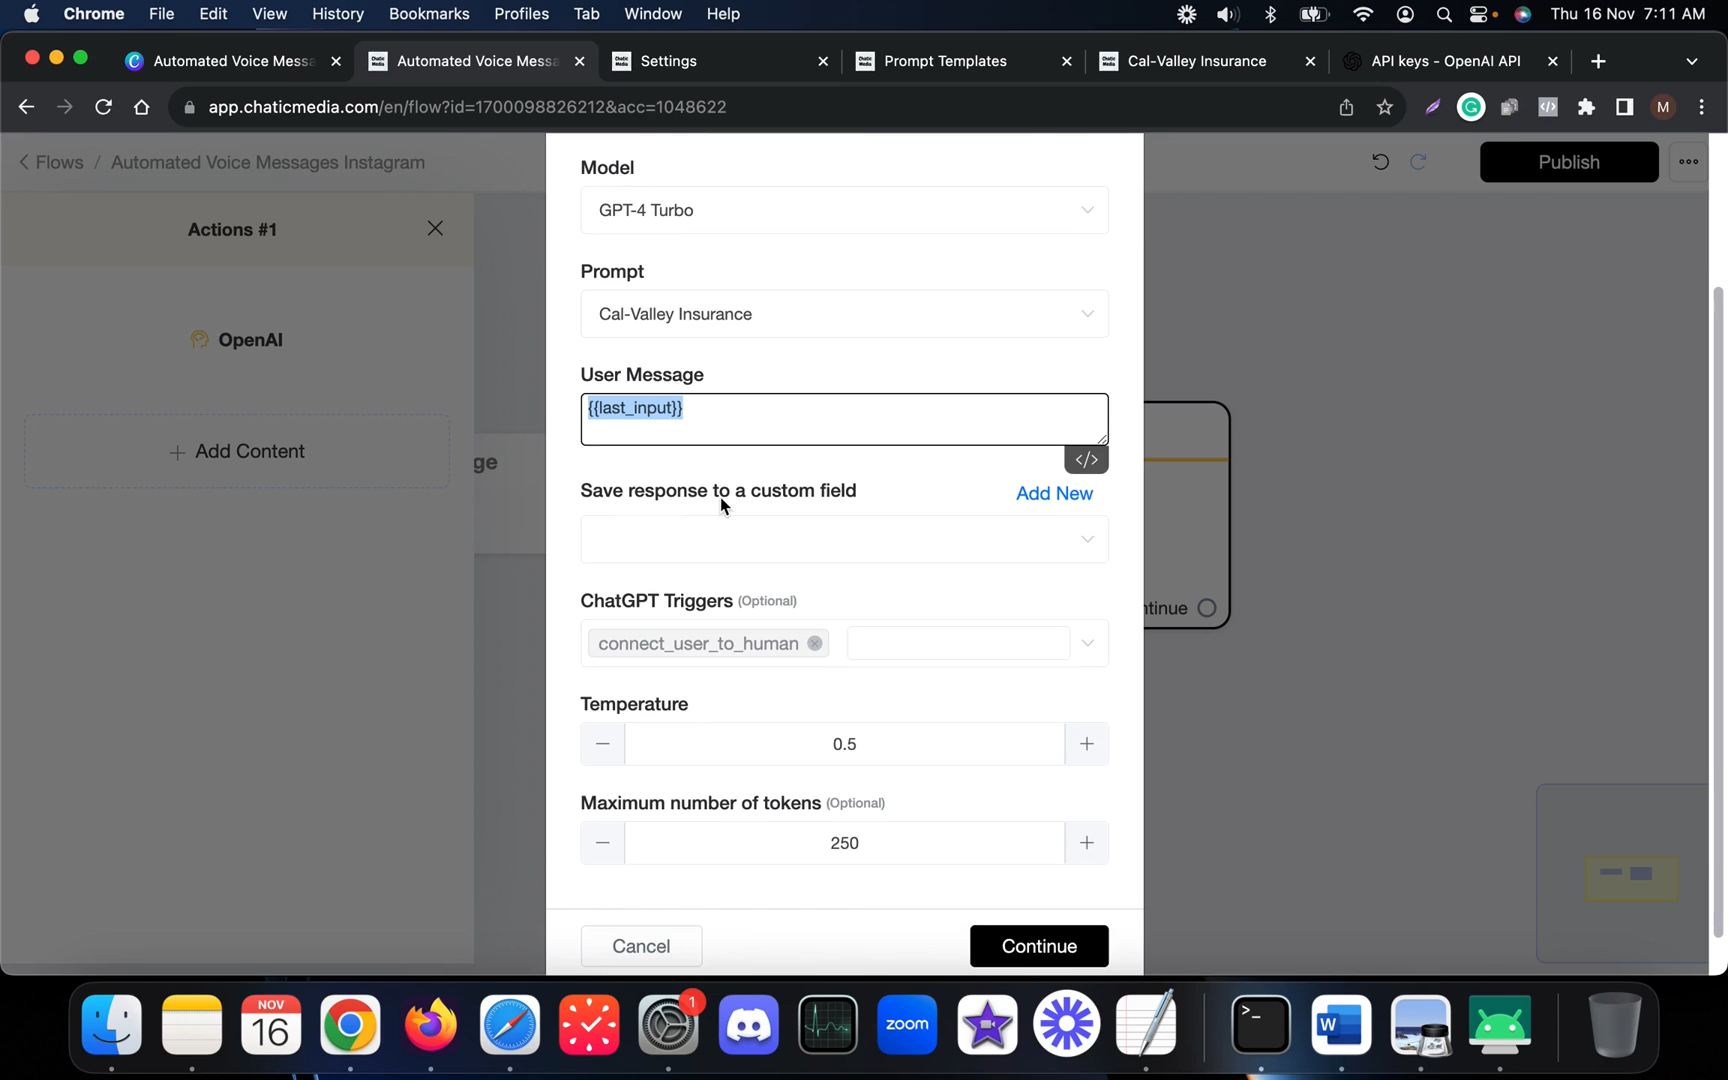 Chrome File Edit View History Bookmarks Profiles Tab Window Help Thu 16 Nov 7:11 AM
Automated Voice Messa Automated Voice Messa Settings Prompt Templates Cal-Valley Insurance API keys - OpenAI API
app.chaticmedia.com/en/flow?id=1700098826212&acc=1048622 M
Flows / Automated Voice Messages Instagram Publish
Actions #1
OpenAI
Add Content
ge
Model
GPT-4 Turbo
Prompt
Cal-Valley Insurance
User Message
{{last_input}}
</>
Save response to a custom field Add New
ChatGPT Triggers (Optional)
connect_user_to_human
ntinue
Temperature
0.5
Maximum number of tokens (Optional)
250
Cancel Continue
NOV
16
1
zoom
W